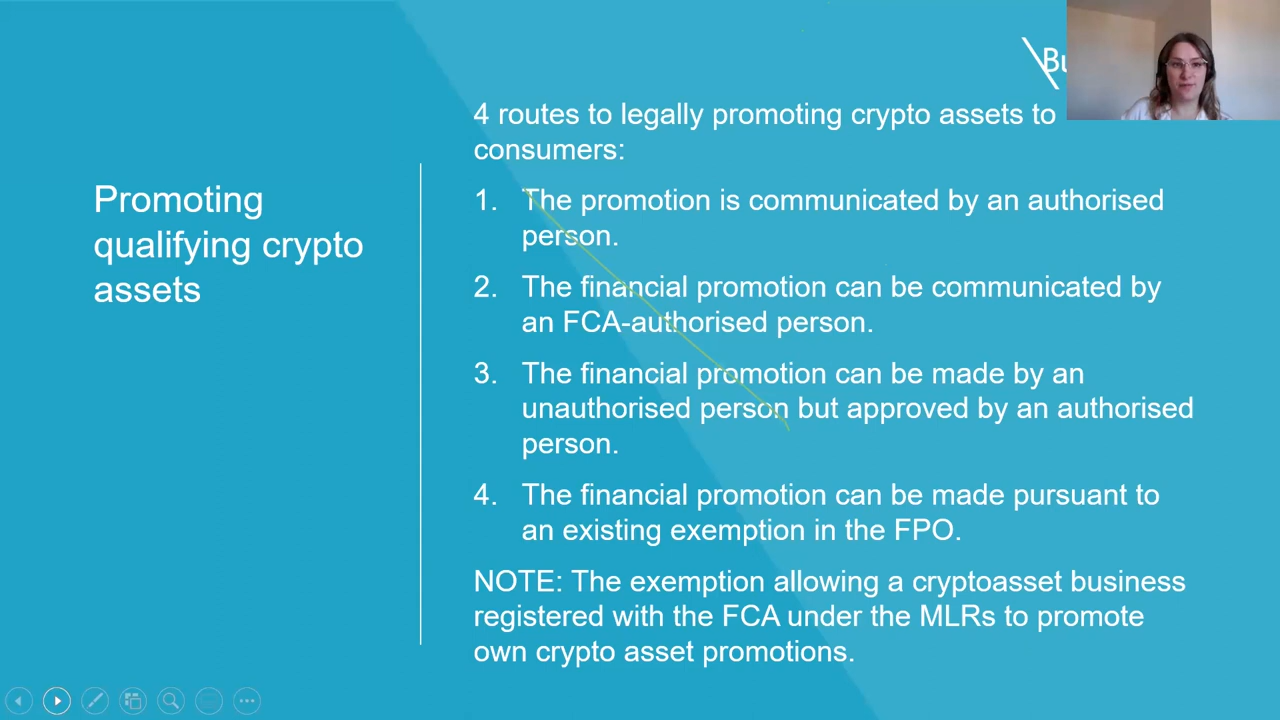 Promoting
qualifying crypto
assets
4 routes to legally promoting crypto assets to
consumers:
1. The promotion is communicated by an authorised
person.
2. The financial promotion can be communicated by
an FCA-authorised person.
3. The financial promotion can be made by an
unauthorised person but approved by an authorised
person.
4. The financial promotion can be made pursuant to
an existing exemption in the FPO.
NOTE: The exemption allowing a cryptoasset business
registered with the FCA under the MLRs to promote
own crypto asset promotions.